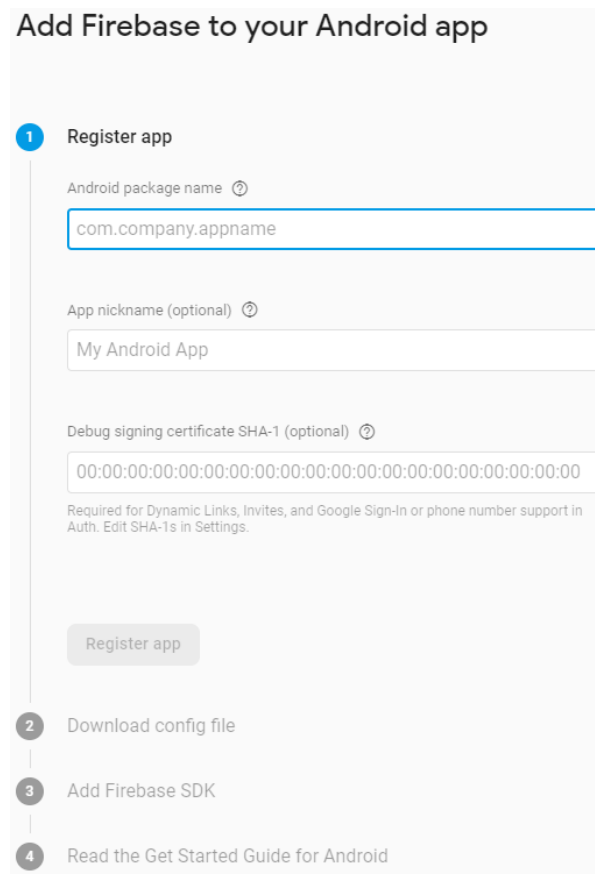 Add Firebase to your Android app
1 Register app
Android package name ?
com.company.appname
App nickname (optional) ?
My Android App
Debug signing certificate SHA-1 (optional) ?
00:00:00:00:00:00:00:00:00:00:00:00:00:00:00:00:00:00:00:00
Required for Dynamic Links, Invites, and Google Sign-In or phone number support in
Auth. Edit SHA-1s in Settings.
Register app
2 Download config file
3 Add Firebase SDK
4 Read the Get Started Guide for Android